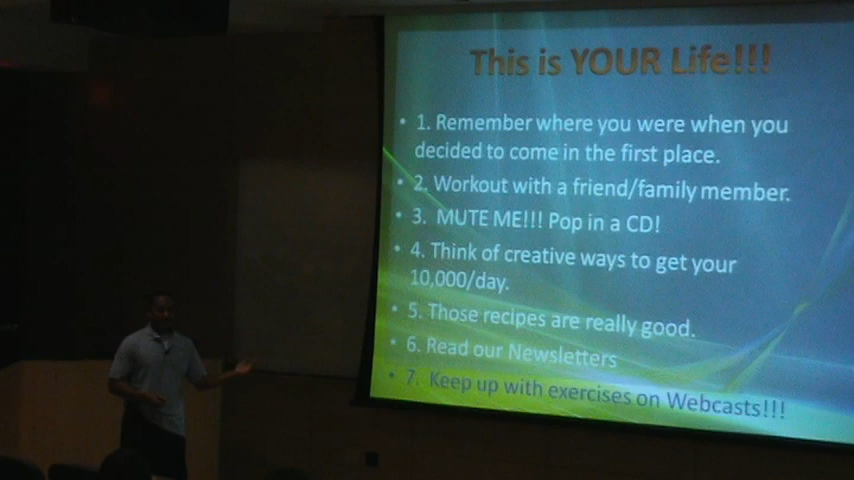 This is YOUR Life!!!
• 1. Remember where you were when you
decided to come in the first place.
• 2. Workout with a friend/family member.
• 3. MUTE ME!!! Pop in a CD!
• 4. Think of creative ways to get your
10,000/day.
• 5. Those recipes are really good.
• 6. Read our Newsletters
• 7. Keep up with exercises on Webcasts!!!